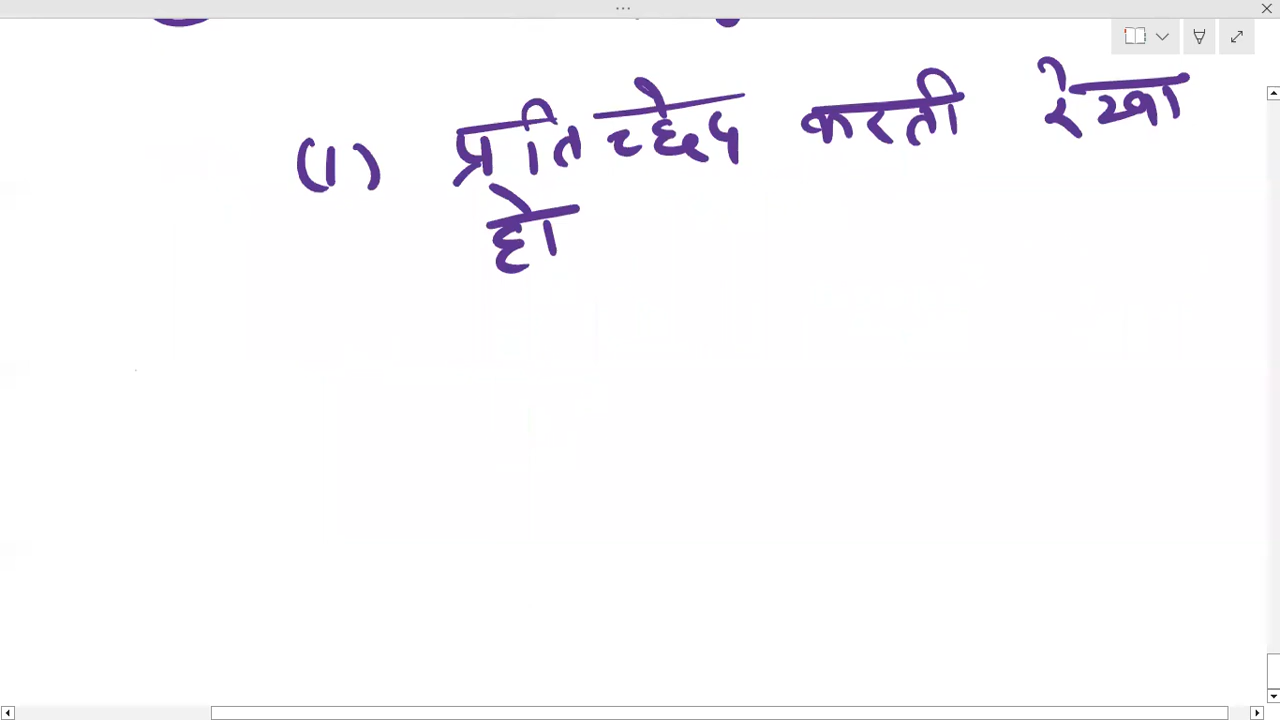 (1) प्रतिच्छेद करती रेखा
हो